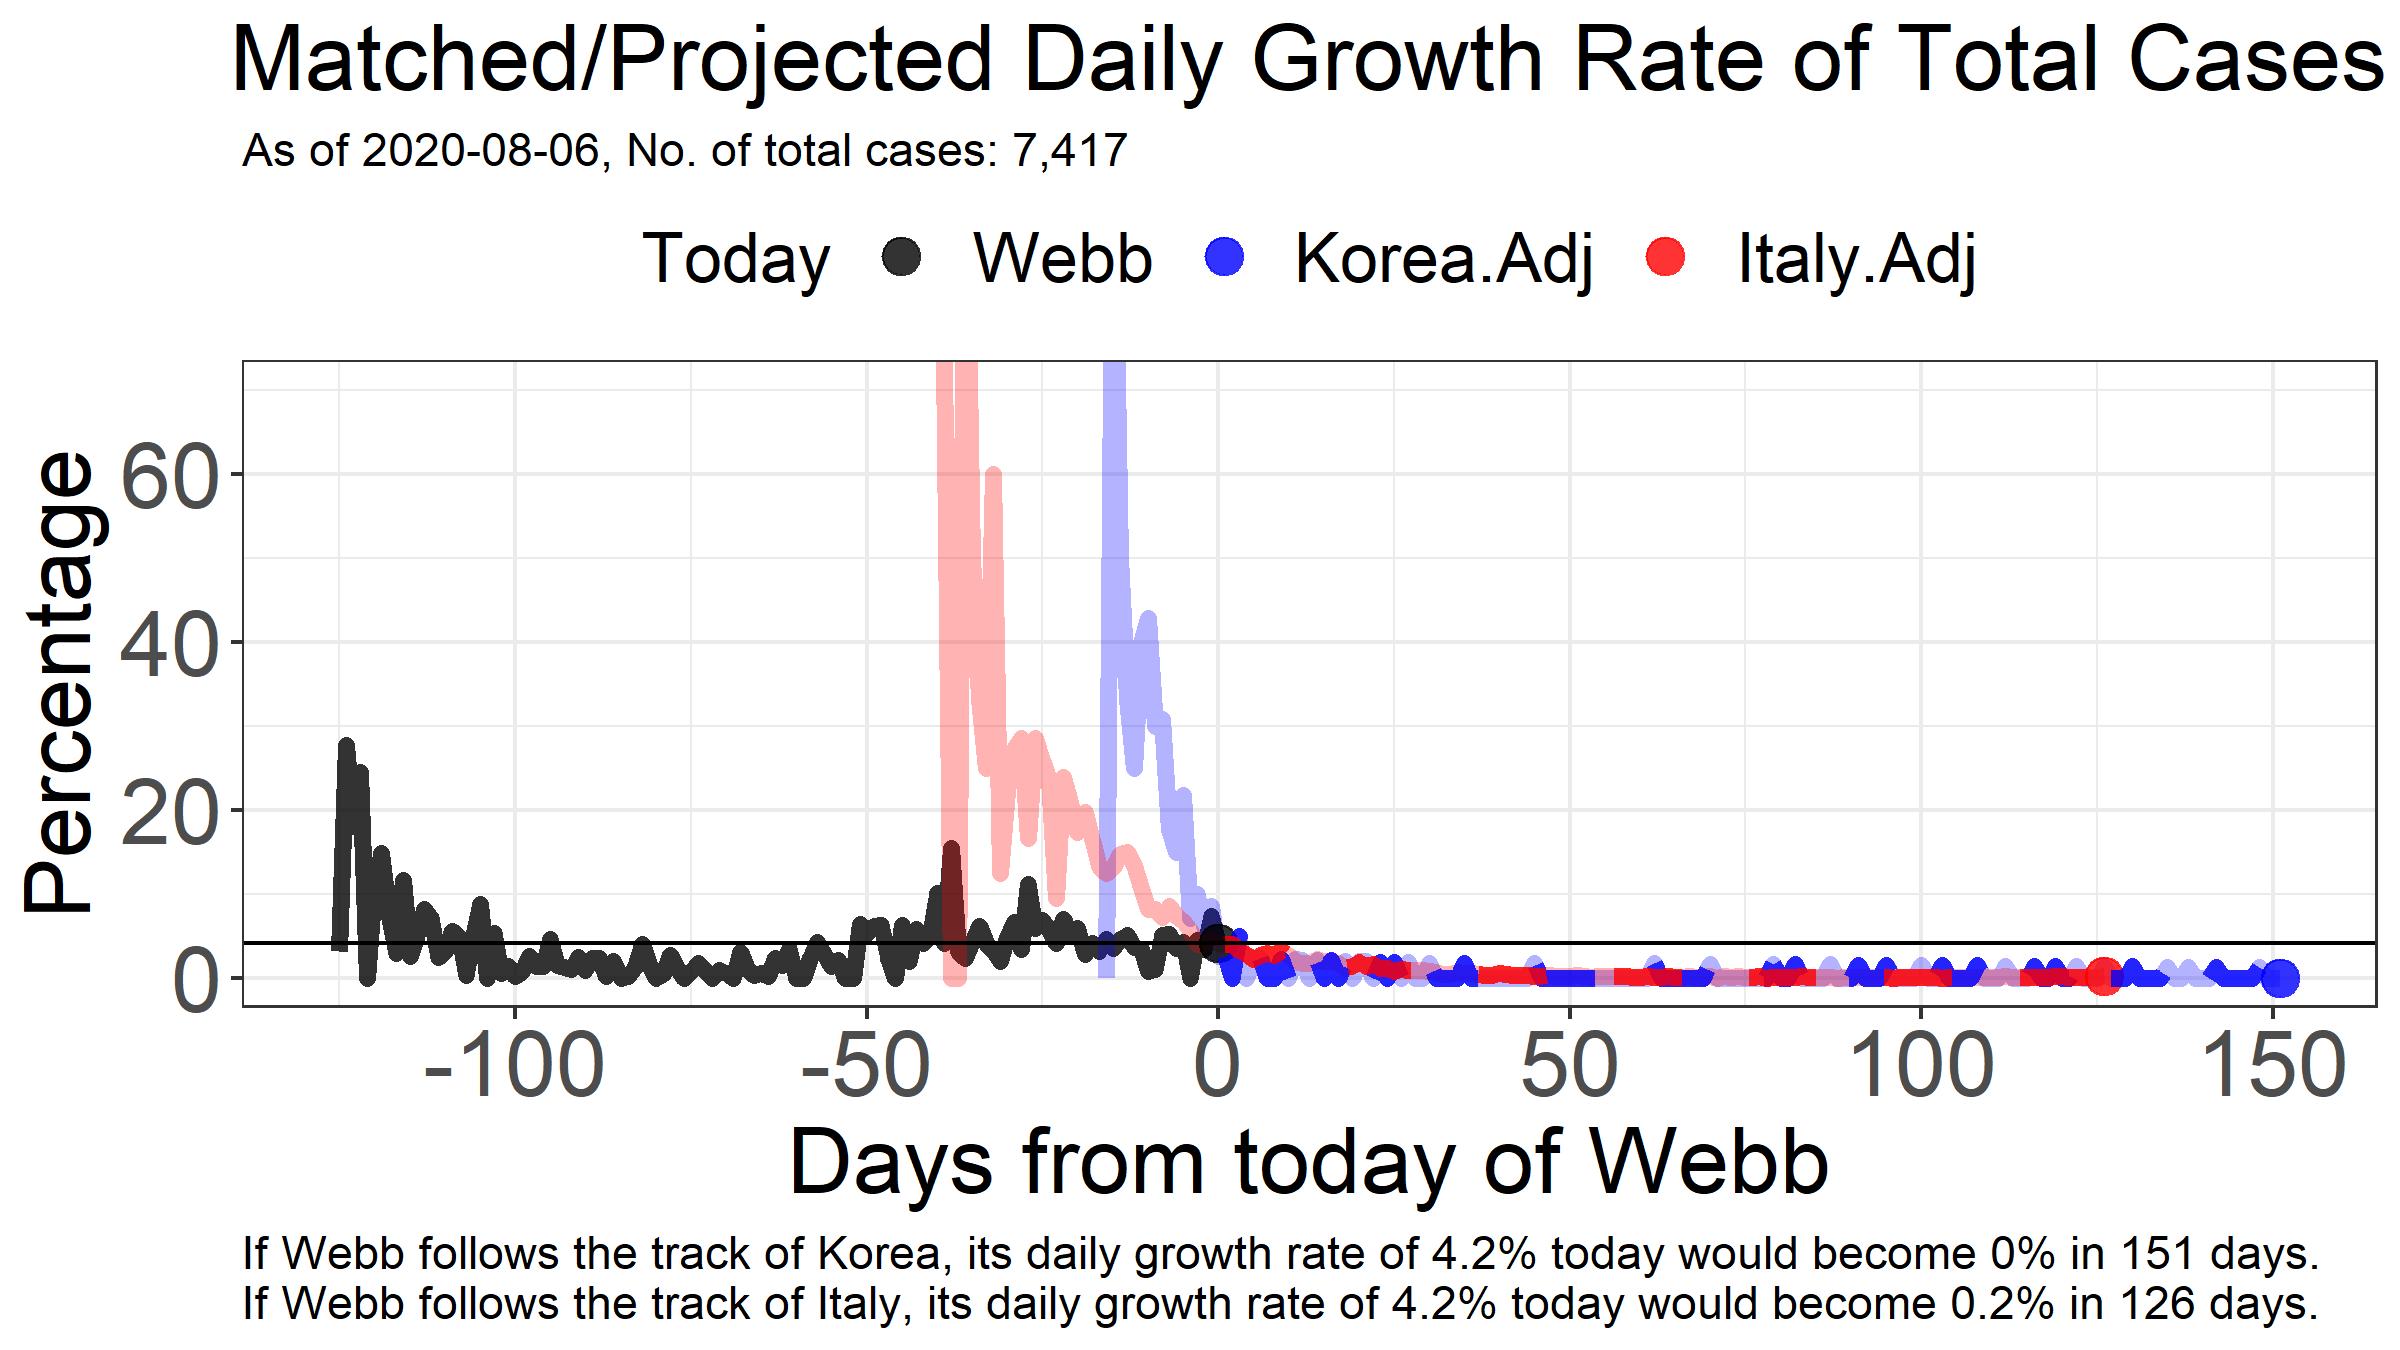 Matched/Projected Daily Growth Rate of Total Cases
As of 2020-08-06, No. of total cases: 7,417
Today Webb Korea.Adj Italy.Adj
Percentage
60
40
20
0
-100 -50 0 50 100 150
Days from today of Webb
If Webb follows the track of Korea, its daily growth rate of 4.2% today would become 0% in 151 days.
If Webb follows the track of Italy, its daily growth rate of 4.2% today would become 0.2% in 126 days.